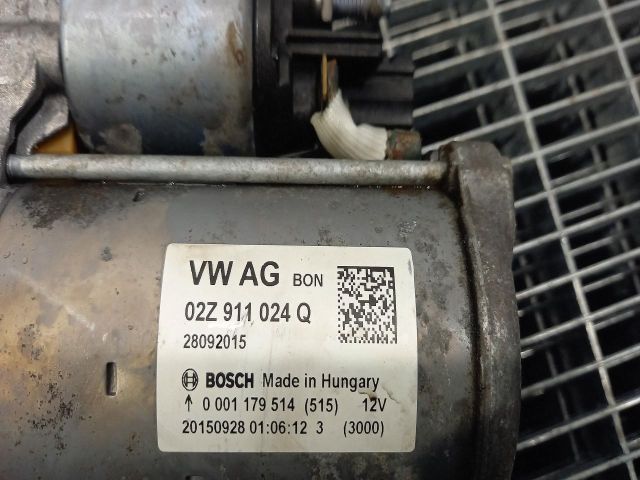 VW AG BON
02Z 911 024 Q
28092015
BOSCH Made in Hungary
↑ 0 001 179 514 (515) 12V
20150928 01:06:12 3 (3000)